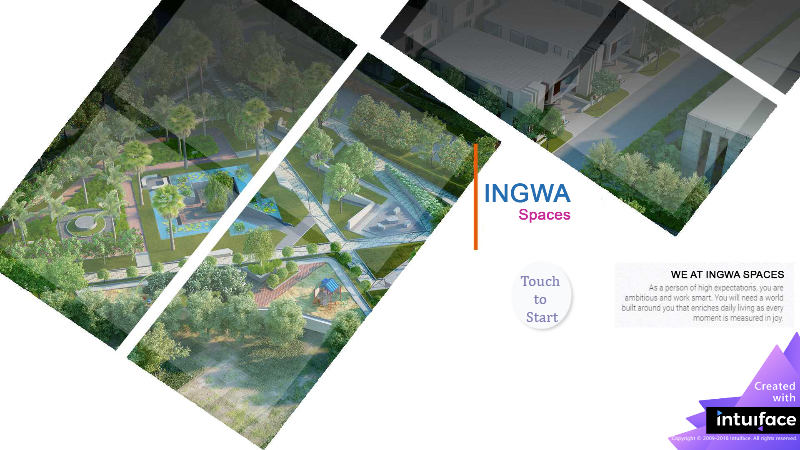 INGWA
Spaces
Touch
to
Start
WE AT INGWA SPACES
As a person of high expectations, you are
ambitious and work smart. You will need a world
built around you that enriches daily living as every
moment is measured in joy.
Created
with
intuıface
Copyright © 2009-2018 Intuiface. All rights reserved.